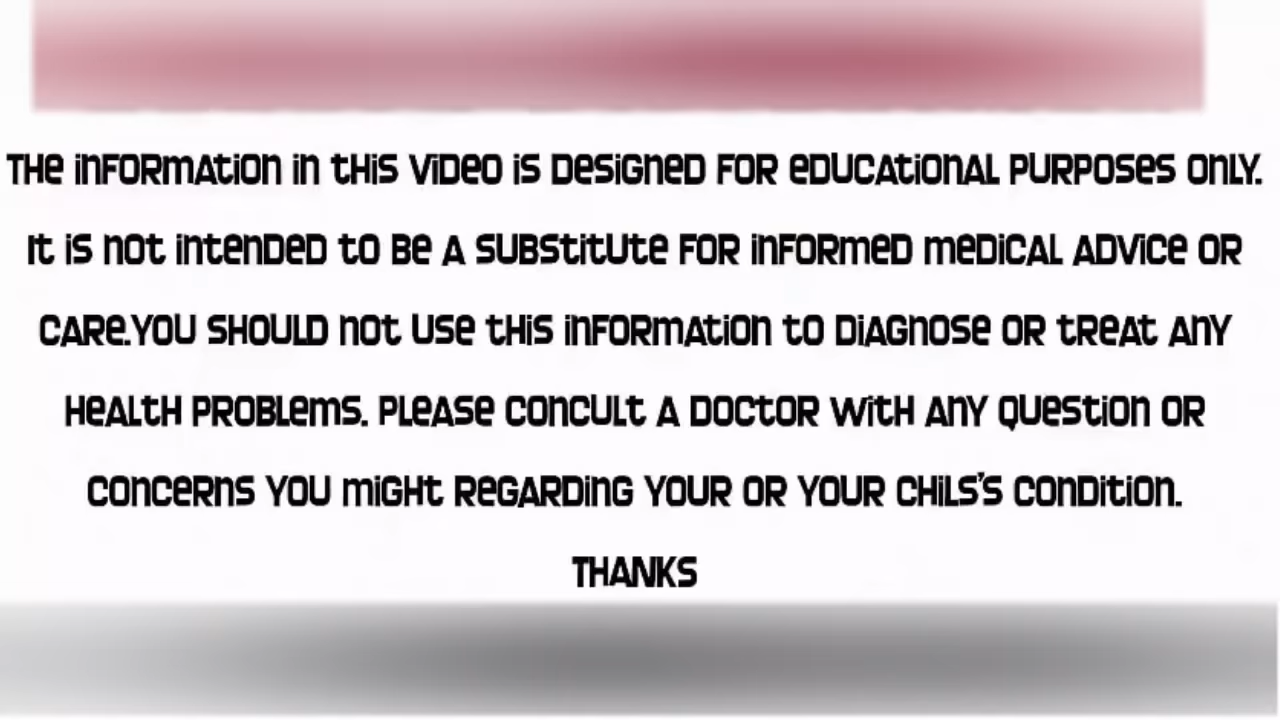 THE INFORMATION IN THIS VIDEO IS DESIGNED FOR EDUCATIONAL PURPOSES ONLY.
IT IS NOT INTENDED TO BE A SUBSTITUTE FOR INFORMED MEDICAL ADVICE OR
CARE.YOU SHOULD NOT USE THIS INFORMATION TO DIAGNOSE OR TREAT ANY
HEALTH PROBLEMS. PLEASE CONCULT A DOCTOR WITH ANY QUESTION OR
CONCERNS YOU MIGHT REGARDING YOUR OR YOUR CHILS'S CONDITION.
THANKS